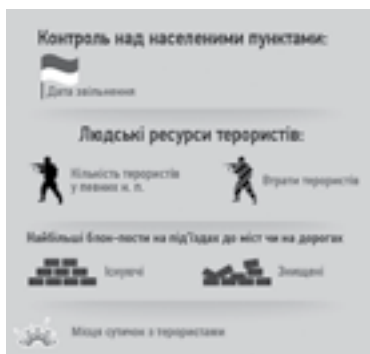 Контроль над населеними пунктами:
Дата звільнення
Людські ресурси терористів:
Кількість терористів
у певних н. п.
Втрати терористів
Найбільші блок-пости на під'їздах до міст чи на дорогах
Існуючі
Знищені
Місця сутичок з терористами